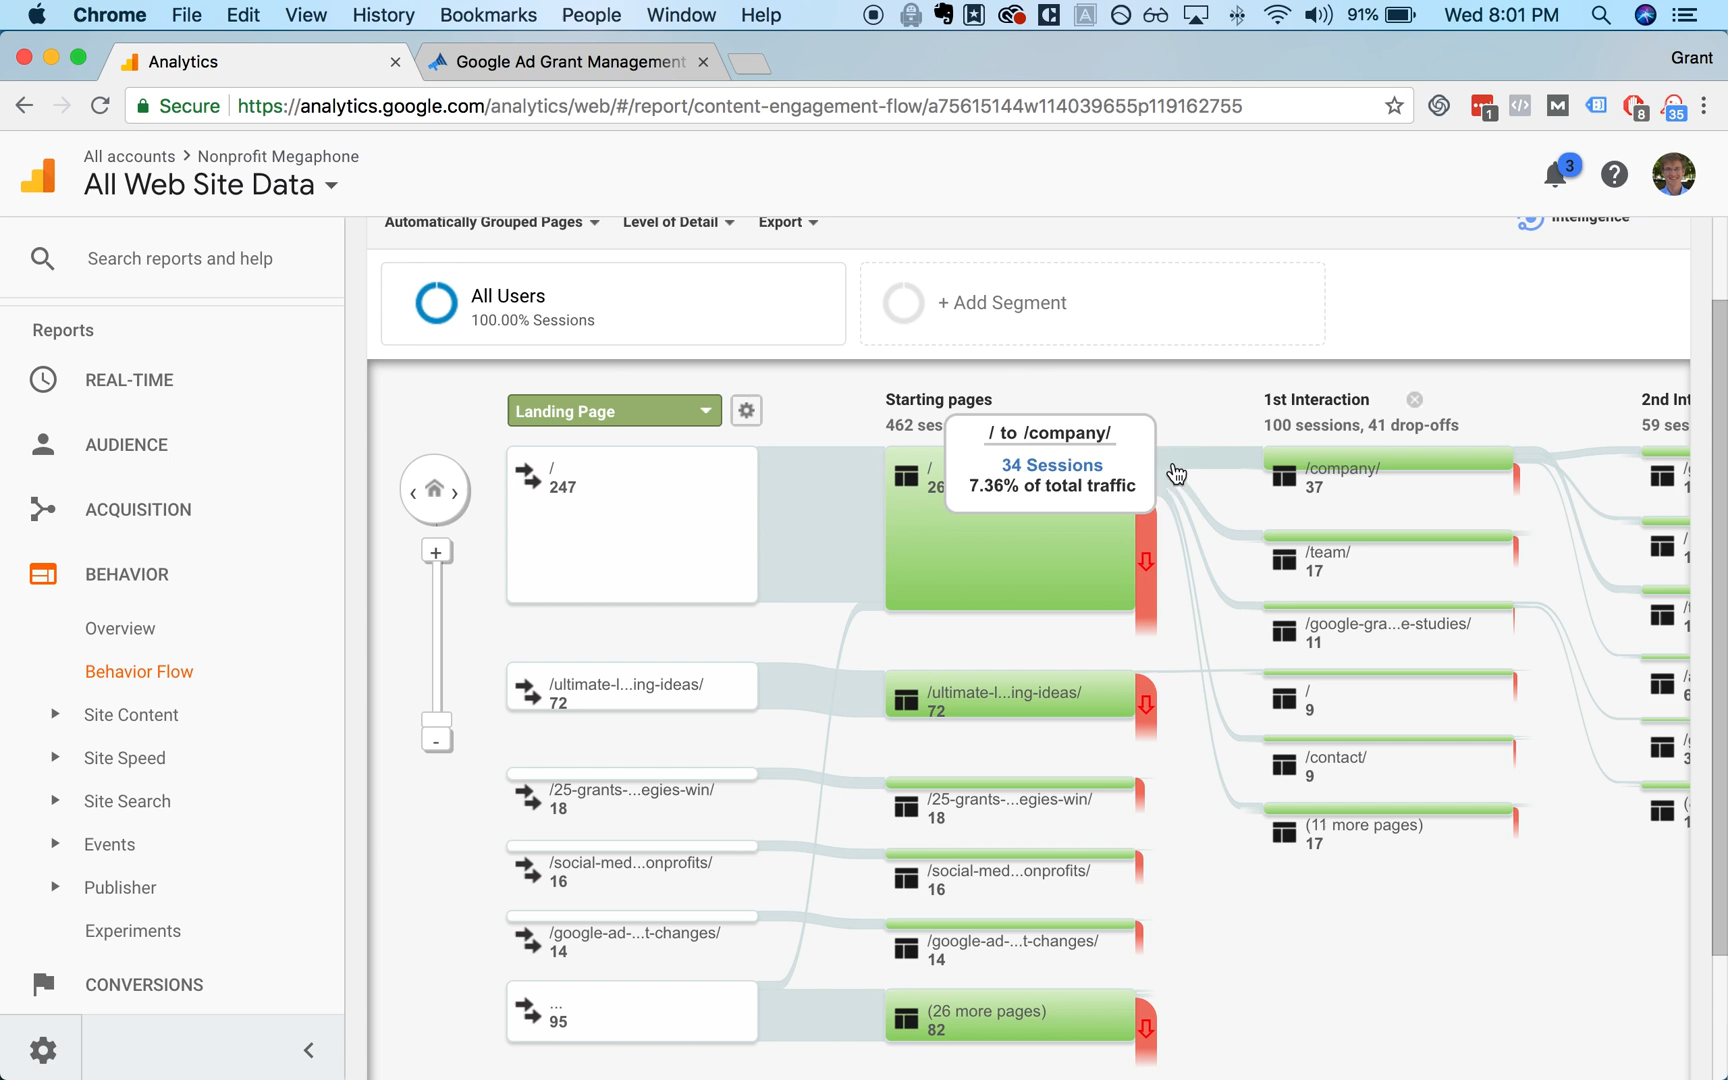 Chrome File Edit View History Bookmarks People Window Help 91% Wed 8:01 PM
Analytics
Google Ad Grant Management
Grant
Secure https://analytics.google.com/analytics/web/#/report/content-engagement-flow/a75615144w114039655p119162755
1 8 35
All accounts > Nonprofit Megaphone
All Web Site Data
3
Automatically Grouped Pages Level of Detail Export
Intelligence
Search reports and help
All Users
100.00% Sessions
+ Add Segment
Reports
REAL-TIME
AUDIENCE
ACQUISITION
BEHAVIOR
Overview
Behavior Flow
Site Content
Site Speed
Site Search
Events
Publisher
Experiments
CONVERSIONS
+
-
Landing Page
/
247
/ultimate-l...ing-ideas/
72
/25-grants-...egies-win/
18
/social-med...onprofits/
16
/google-ad-...t-changes/
14
...
95
Starting pages
462 ses
/
26
/ to /company/
34 Sessions
7.36% of total traffic
/ultimate-l...ing-ideas/
72
/25-grants-...egies-win/
18
/social-med...onprofits/
16
/google-ad-...t-changes/
14
(26 more pages)
82
1st Interaction
100 sessions, 41 drop-offs
/company/
37
/team/
17
/google-gra...e-studies/
11
/
9
/contact/
9
(11 more pages)
17
2nd Int
59 ses